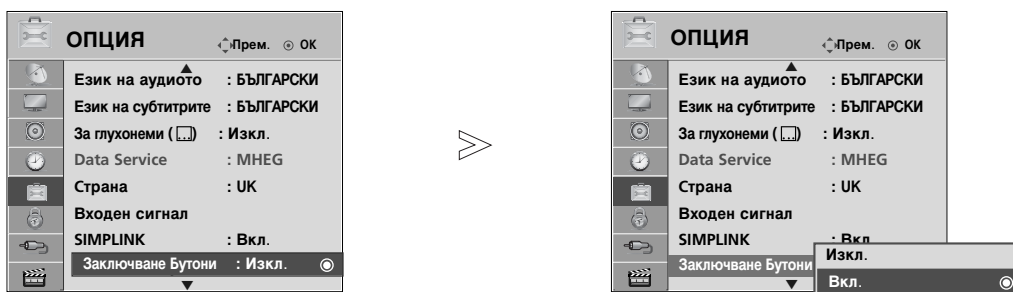 ОПЦИЯ Прем. OK
Език на аудиото : БЪЛГАРСКИ
Език на субтитрите : БЪЛГАРСКИ
За глухонеми ( ... ) : Изкл.
Data Service : MHEG
Страна : UK
Входен сигнал
SIMPLINK : Вкл.
Заключване Бутони : Изкл.
ОПЦИЯ Прем. OK
Език на аудиото : БЪЛГАРСКИ
Език на субтитрите : БЪЛГАРСКИ
За глухонеми ( ... ) : Изкл.
Data Service : MHEG
Страна : UK
Входен сигнал
SIMPLINK : Вкл.
Заключване Бутони
Изкл.
Вкл.